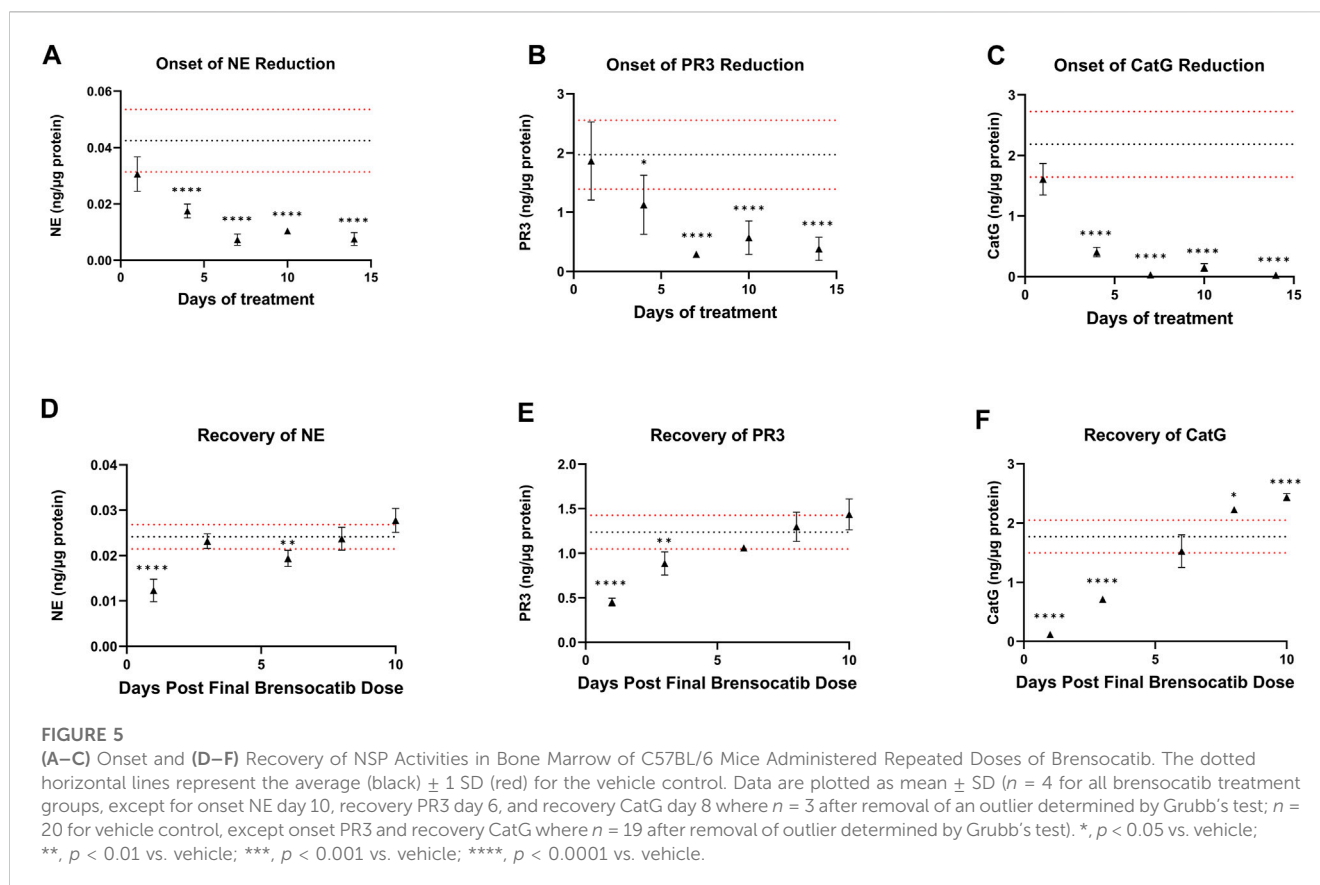 A
Onset of NE Reduction
NE (ng/µg protein)
0.06
0.04
0.02
0.00
****
****
****
****
0
5
10
15
Days of treatment
B
Onset of PR3 Reduction
PR3 (ng/µg protein)
3
2
1
0
*
****
****
****
0
5
10
15
Days of treatment
C
Onset of CatG Reduction
CatG (ng/µg protein)
3
2
1
0
****
****
****
****
0
5
10
15
Days of treatment
D
Recovery of NE
NE (ng/µg protein)
0.04
0.03
0.02
0.01
0.00
****
**
0
5
10
Days Post Final Brensocatib Dose
E
Recovery of PR3
PR3 (ng/µg protein)
2.0
1.5
1.0
0.5
0.0
****
**
0
5
10
Days Post Final Brensocatib Dose
F
Recovery of CatG
CatG (ng/µg protein)
3
2
1
0
****
****
*
****
0
5
10
Days Post Final Brensocatib Dose
FIGURE 5
(A–C) Onset and (D–F) Recovery of NSP Activities in Bone Marrow of C57BL/6 Mice Administered Repeated Doses of Brensocatib. The dotted
horizontal lines represent the average (black) ± 1 SD (red) for the vehicle control. Data are plotted as mean ± SD (n = 4 for all brensocatib treatment
groups, except for onset NE day 10, recovery PR3 day 6, and recovery CatG day 8 where n = 3 after removal of an outlier determined by Grubb's test; n =
20 for vehicle control, except onset PR3 and recovery CatG where n = 19 after removal of outlier determined by Grubb's test). *, p < 0.05 vs. vehicle;
**, p < 0.01 vs. vehicle; ***, p < 0.001 vs. vehicle; ****, p < 0.0001 vs. vehicle.